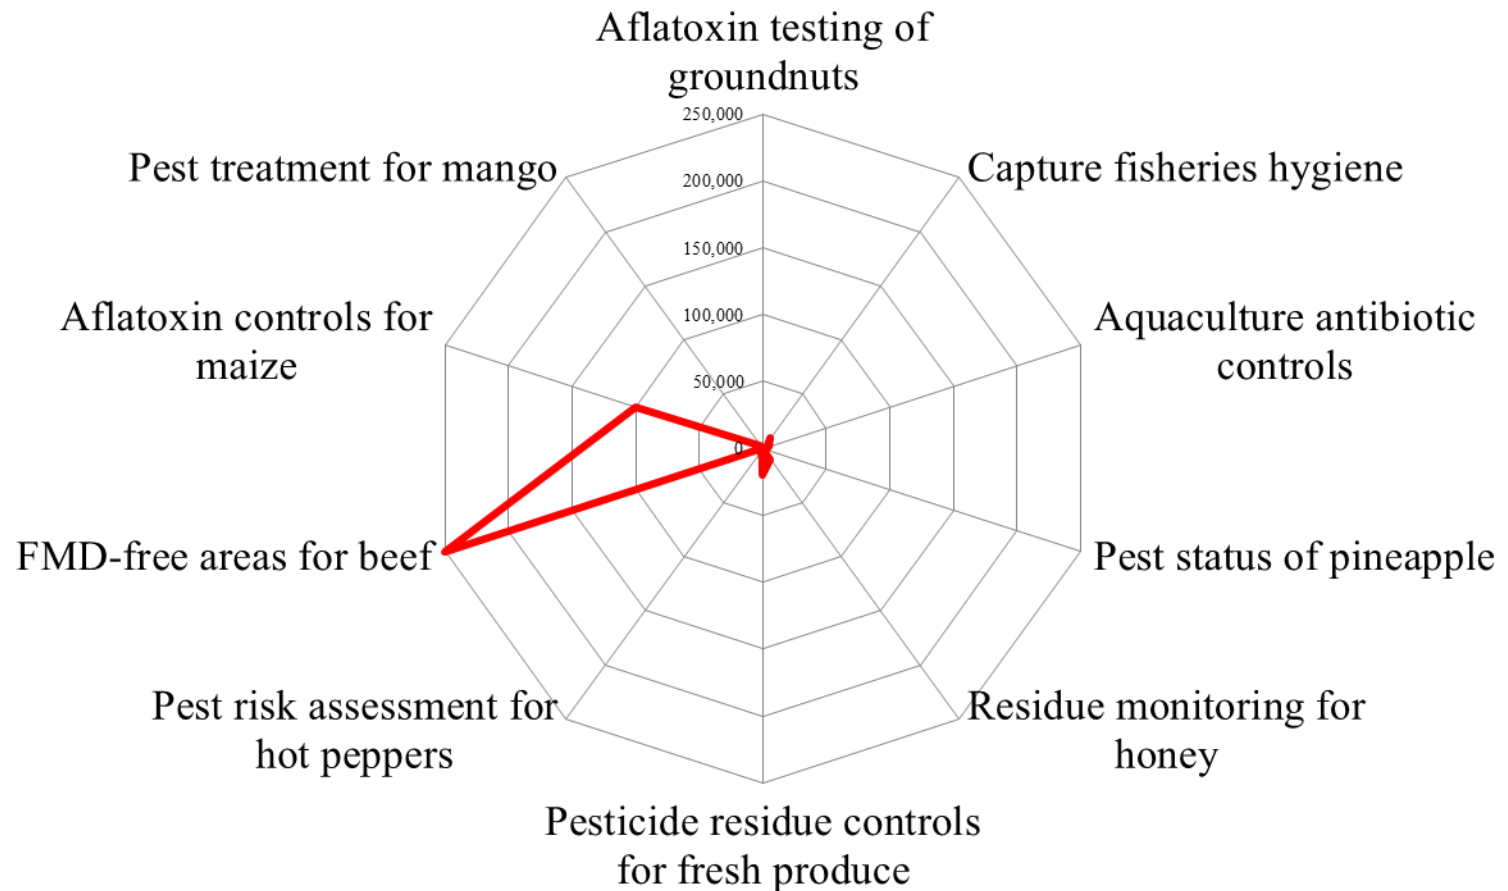 Aflatoxin testing of
groundnuts
250,000
Pest treatment for mango
Capture fisheries hygiene
200,000
150,000
Aflatoxin controls for
maize
100,000
Aquaculture antibiotic
controls
50,000
0
FMD-free areas for beef
Pest status of pineapple
Pest risk assessment for
hot peppers
Residue monitoring for
honey
Pesticide residue controls
for fresh produce